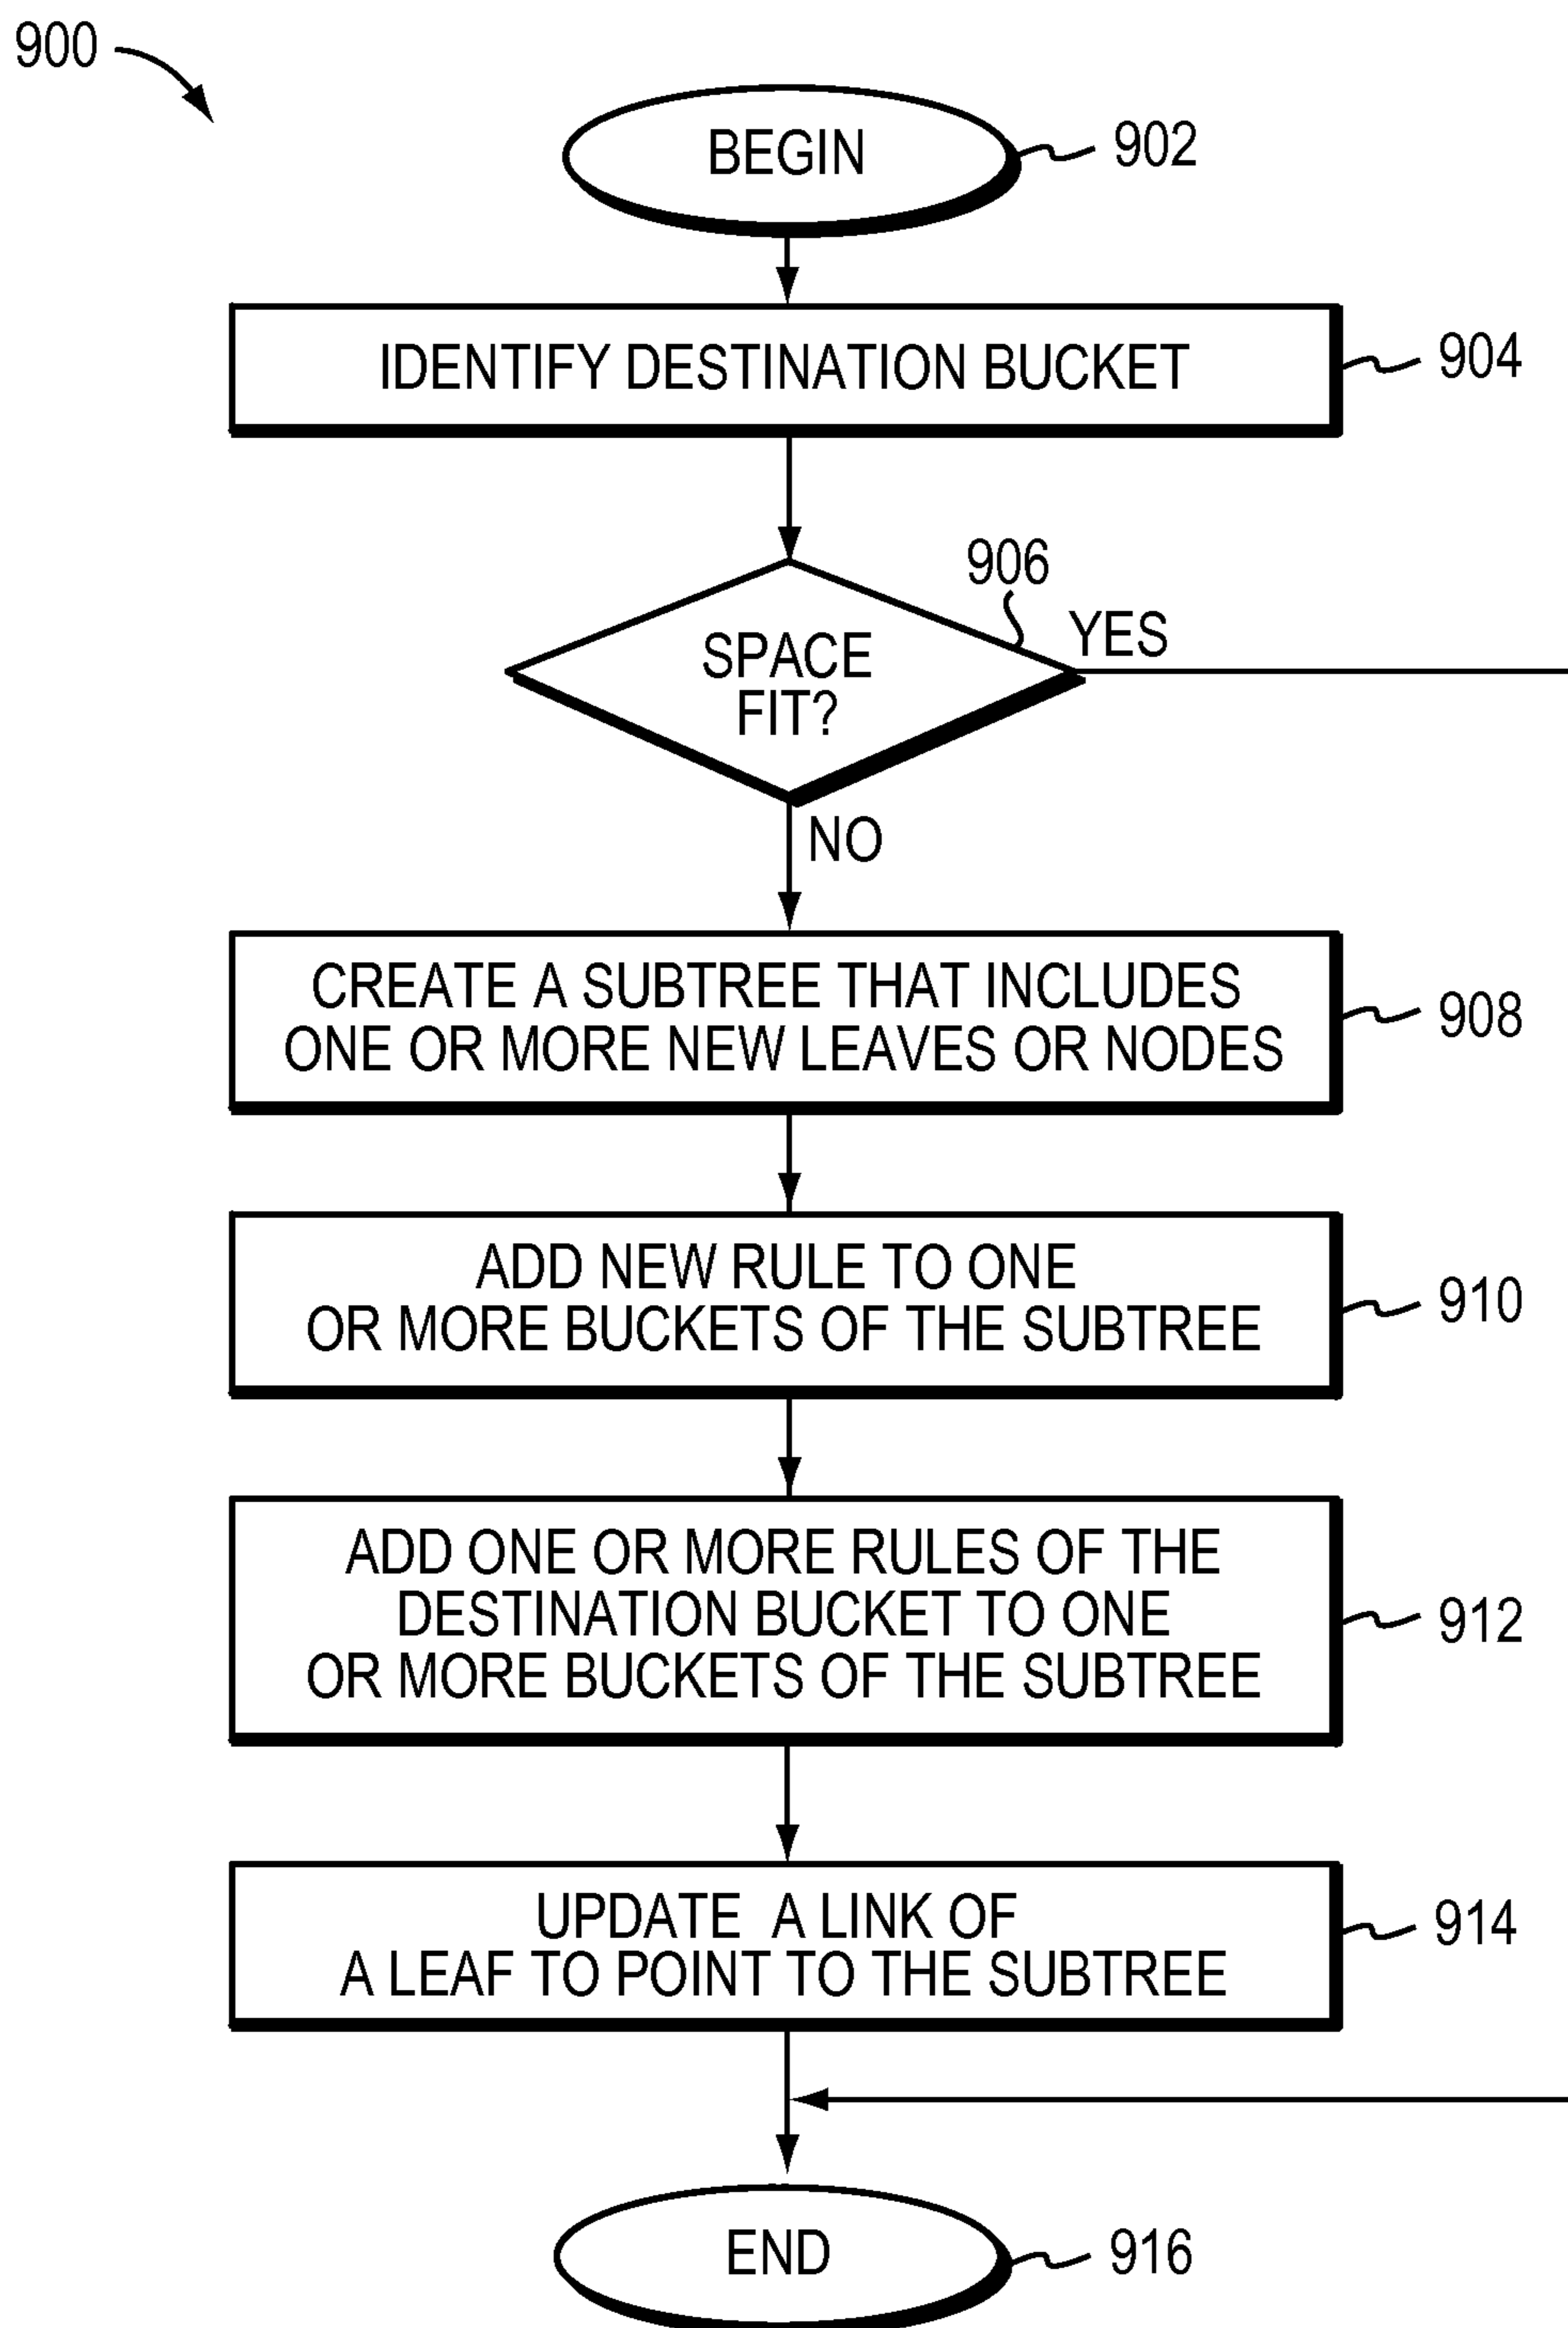 900
BEGIN
902
IDENTIFY DESTINATION BUCKET
904
906
SPACE
FIT?
YES
NO
CREATE A SUBTREE THAT INCLUDES
ONE OR MORE NEW LEAVES OR NODES
908
ADD NEW RULE TO ONE
OR MORE BUCKETS OF THE SUBTREE
910
ADD ONE OR MORE RULES OF THE
DESTINATION BUCKET TO ONE
OR MORE BUCKETS OF THE SUBTREE
912
UPDATE A LINK OF
A LEAF TO POINT TO THE SUBTREE
914
END
916